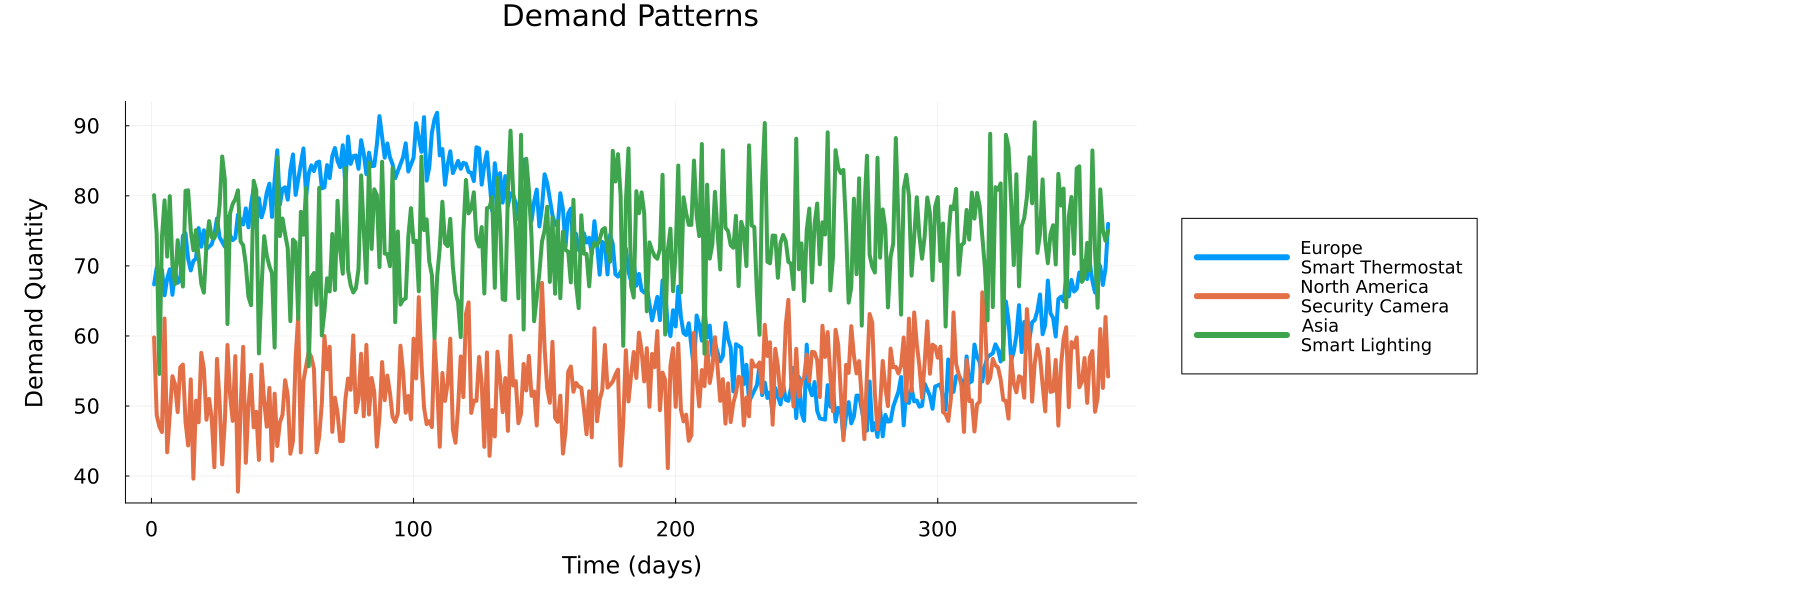 Demand Patterns
Demand Quantity
90
80
70
60
50
40
0
100
200
300
Time (days)
Europe
Smart Thermostat
North America
Security Camera
Asia
Smart Lighting